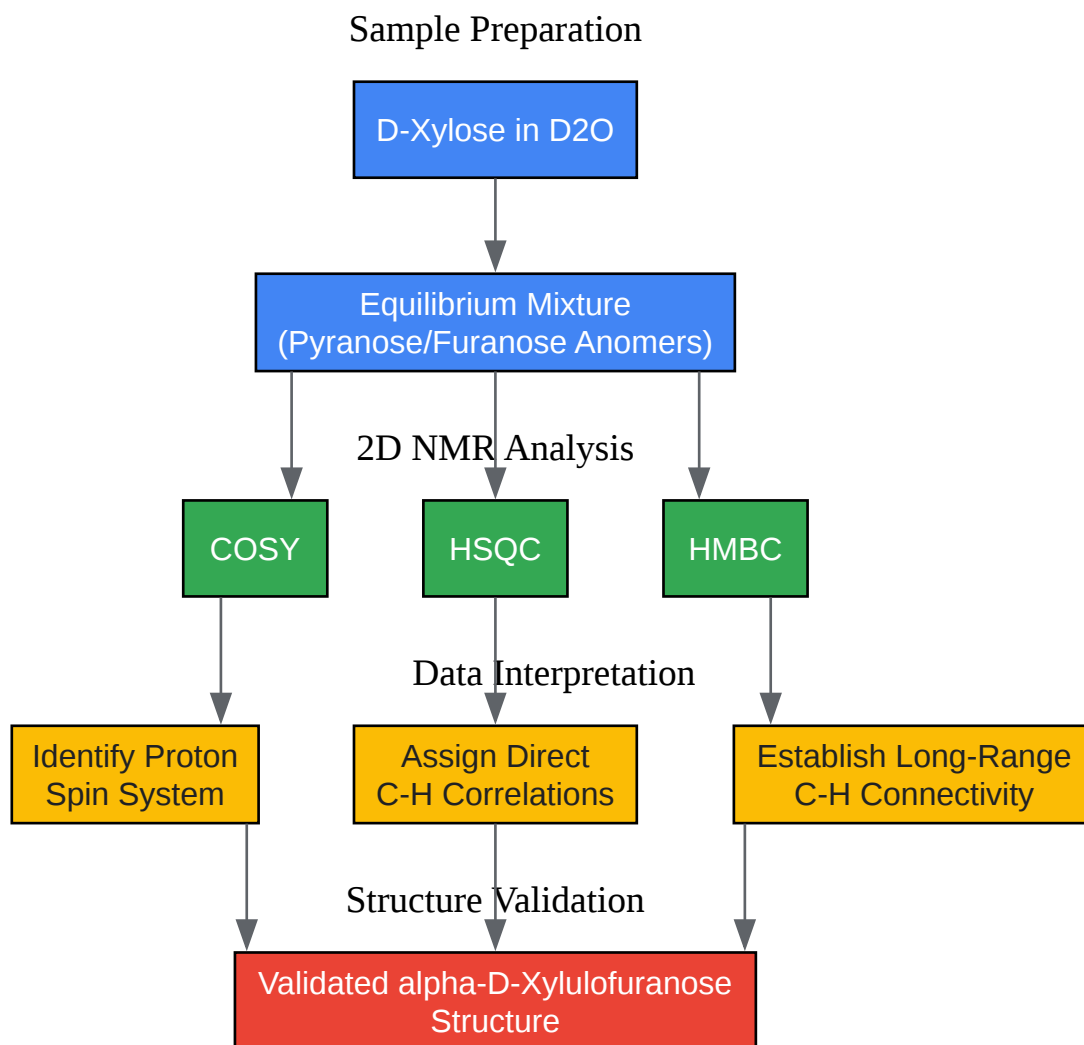 Sample Preparation
D-Xylose in D2O
Equilibrium Mixture
(Pyranose/Furanose Anomers)
2D NMR Analysis
COSY
HSQC
HMBC
Data Interpretation
Identify Proton
Spin System
Assign Direct
C-H Correlations
Establish Long-Range
C-H Connectivity
Structure Validation
Validated alpha-D-Xylulofuranose
Structure